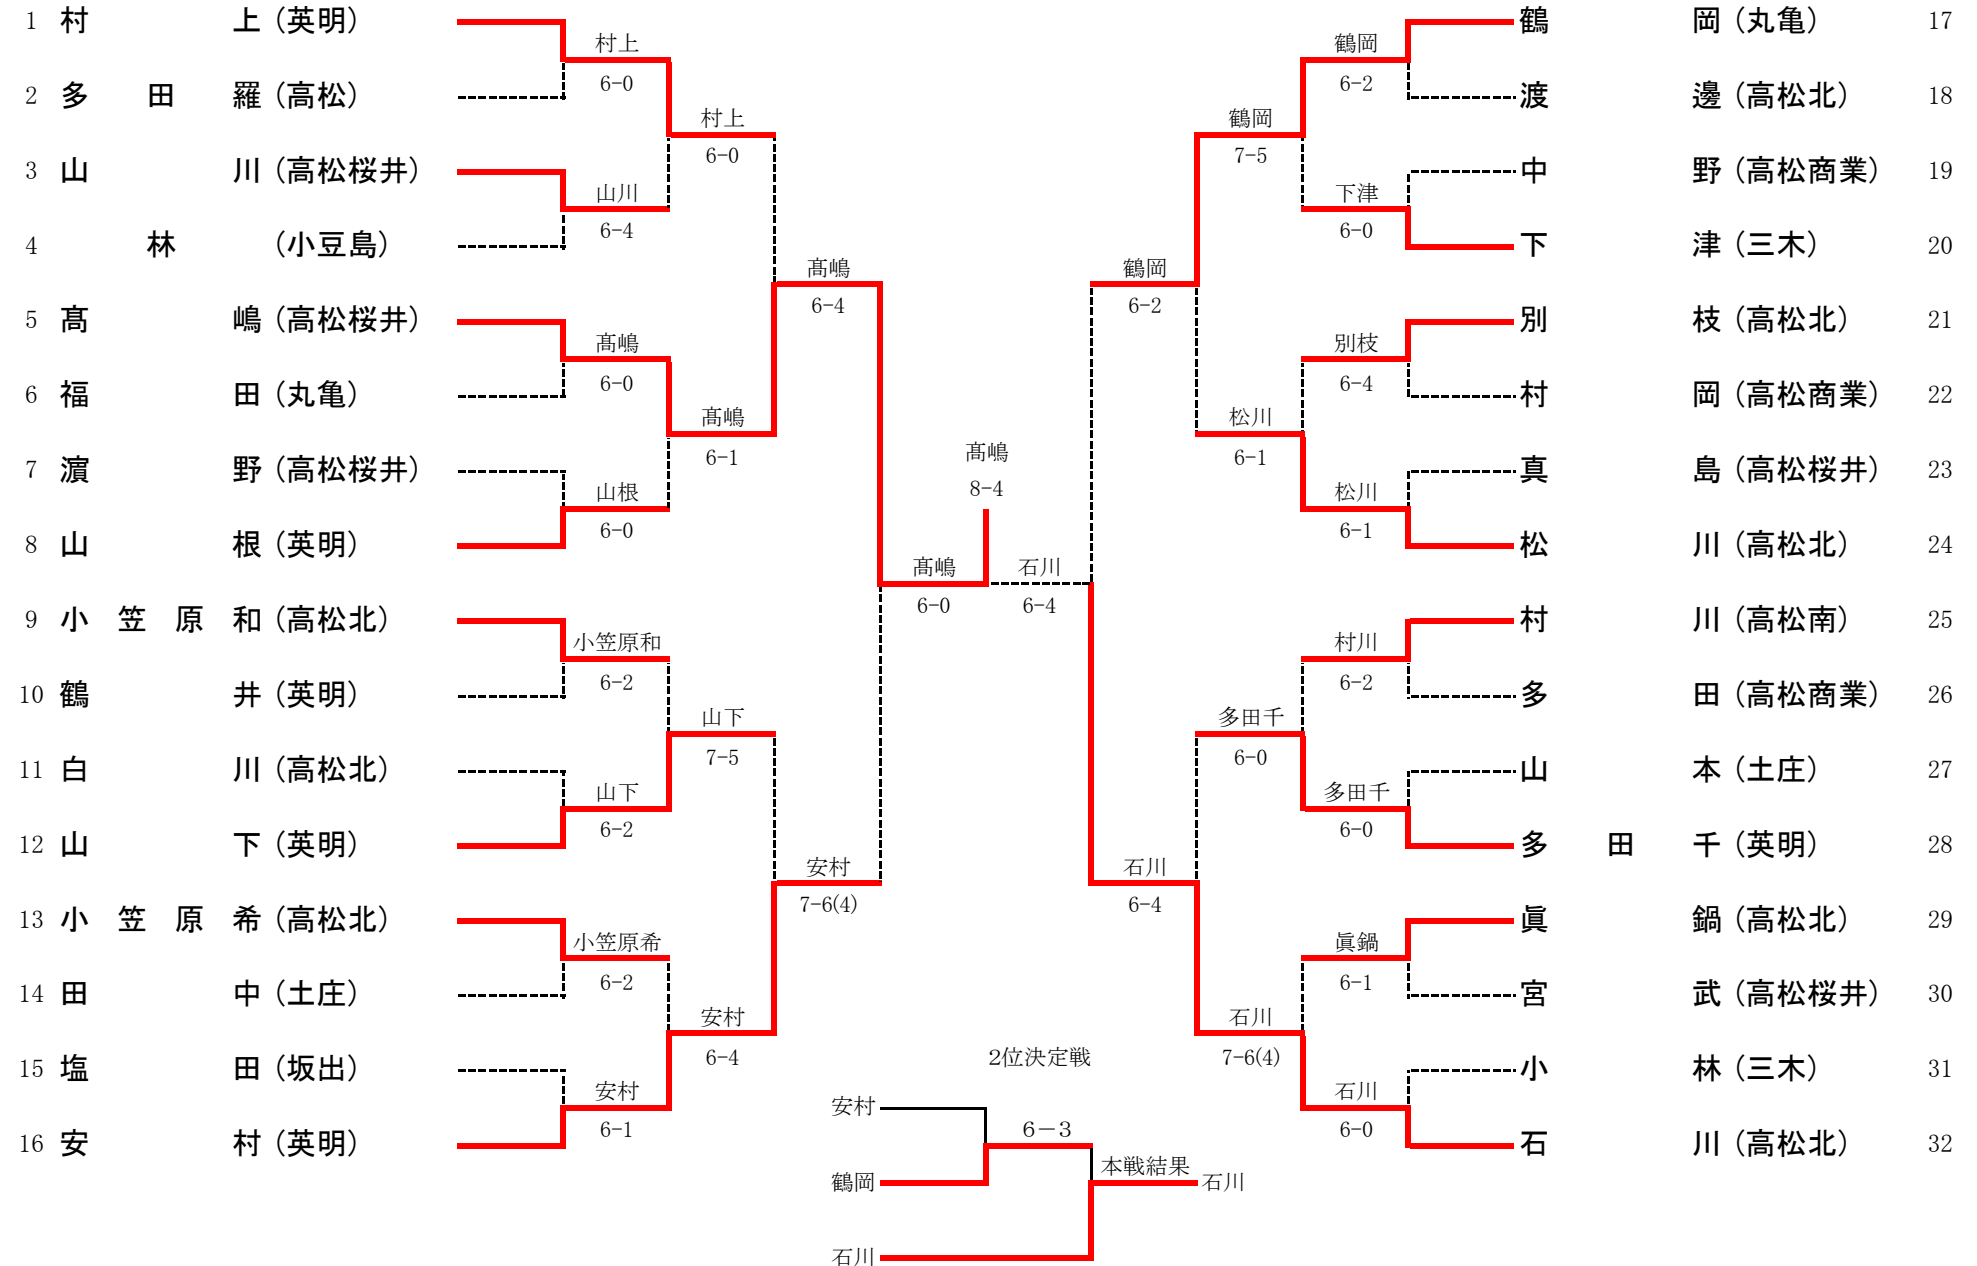 1 村上（英明）
2 多田羅（高松）
3 山川（高松桜井）
4 林（小豆島）
5 髙嶋（高松桜井）
6 福田（丸亀）
7 濵野（高松桜井）
8 山根（英明）
9 小笠原和（高松北）
10 鶴井（英明）
11 白川（高松北）
12 山下（英明）
13 小笠原希（高松北）
14 田中（土庄）
15 塩田（坂出）
16 安村（英明）
村上
6-0
山川
6-4
髙嶋
6-0
山根
6-0
小笠原和
6-2
山下
6-2
小笠原希
6-2
安村
6-1
村上
6-0
髙嶋
6-1
山下
7-5
安村
6-4
髙嶋
6-4
安村
7-6(4)
髙嶋
6-0
髙嶋
8-4
石川
6-4
鶴岡
6-2
石川
6-4
鶴岡
7-5
松川
6-1
多田千
6-0
石川
7-6(4)
鶴岡
6-2
下津
6-0
別枝
6-4
松川
6-1
村川
6-2
多田千
6-0
眞鍋
6-1
石川
6-0
鶴岡（丸亀） 17
渡邊（高松北） 18
中野（高松商業） 19
下津（三木） 20
別枝（高松北） 21
村岡（高松商業） 22
真島（高松桜井） 23
松川（高松北） 24
村川（高松南） 25
多田（高松商業） 26
山本（土庄） 27
多田千（英明） 28
眞鍋（高松北） 29
宮武（高松桜井） 30
小林（三木） 31
石川（高松北） 32
2位決定戦
安村
6－3
鶴岡
本戦結果
石川
石川